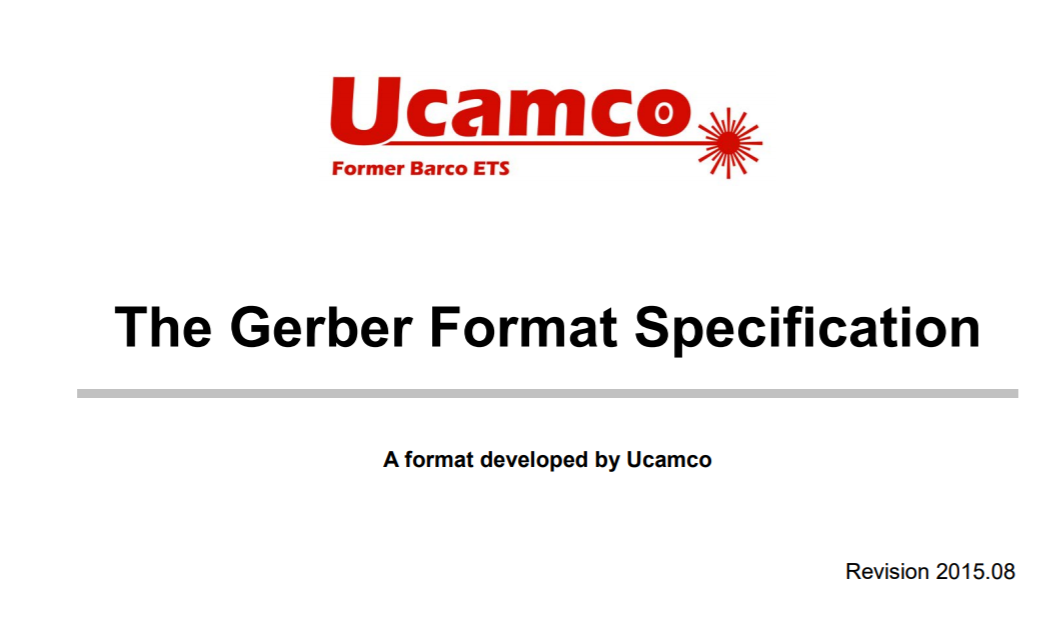 Ucamco
Former Barco ETS
The Gerber Format Specification
A format developed by Ucamco
Revision 2015.08